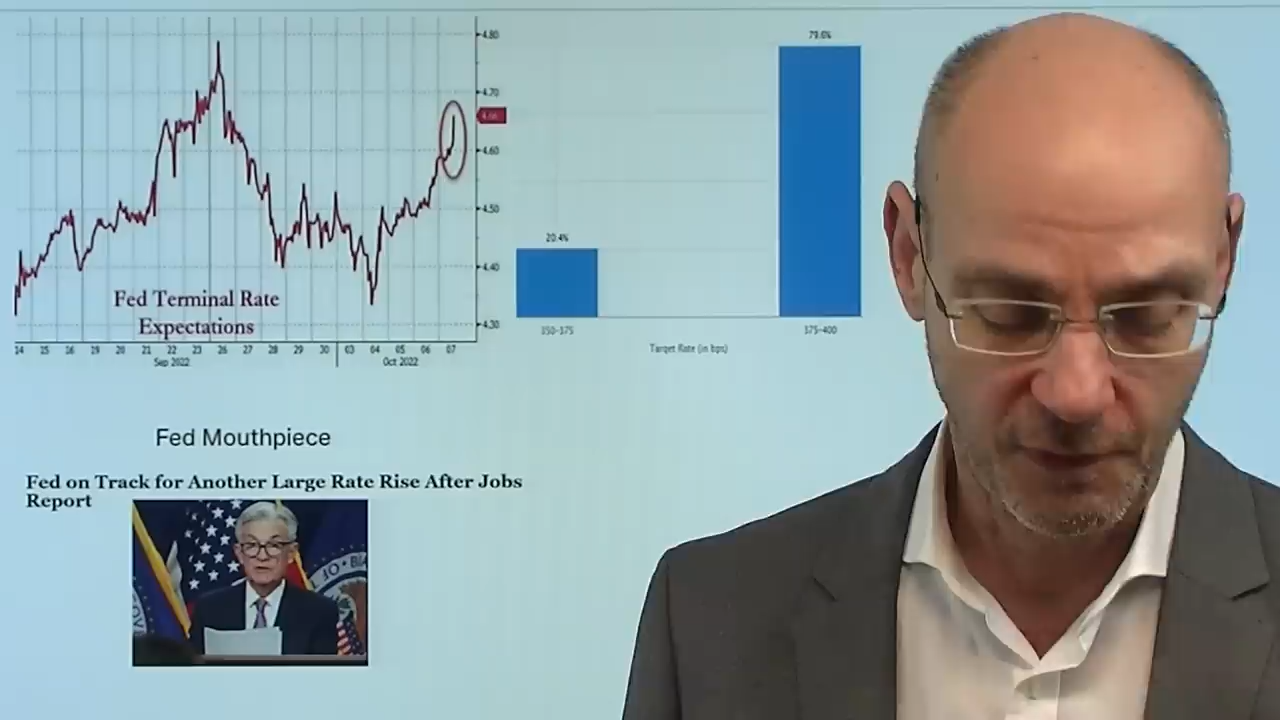 4.80
4.70
4.66
4.60
4.50
4.40
4.30
Fed Terminal Rate
Expectations
14 15 16 19 20 21 22 23 26 27 28 29 30 03 04 05 06 07
Sep 2022 Oct 2022
79.6%
20.4%
350-375 375-400
Target Rate (in bps)
Fed Mouthpiece
Fed on Track for Another Large Rate Rise After Jobs
Report